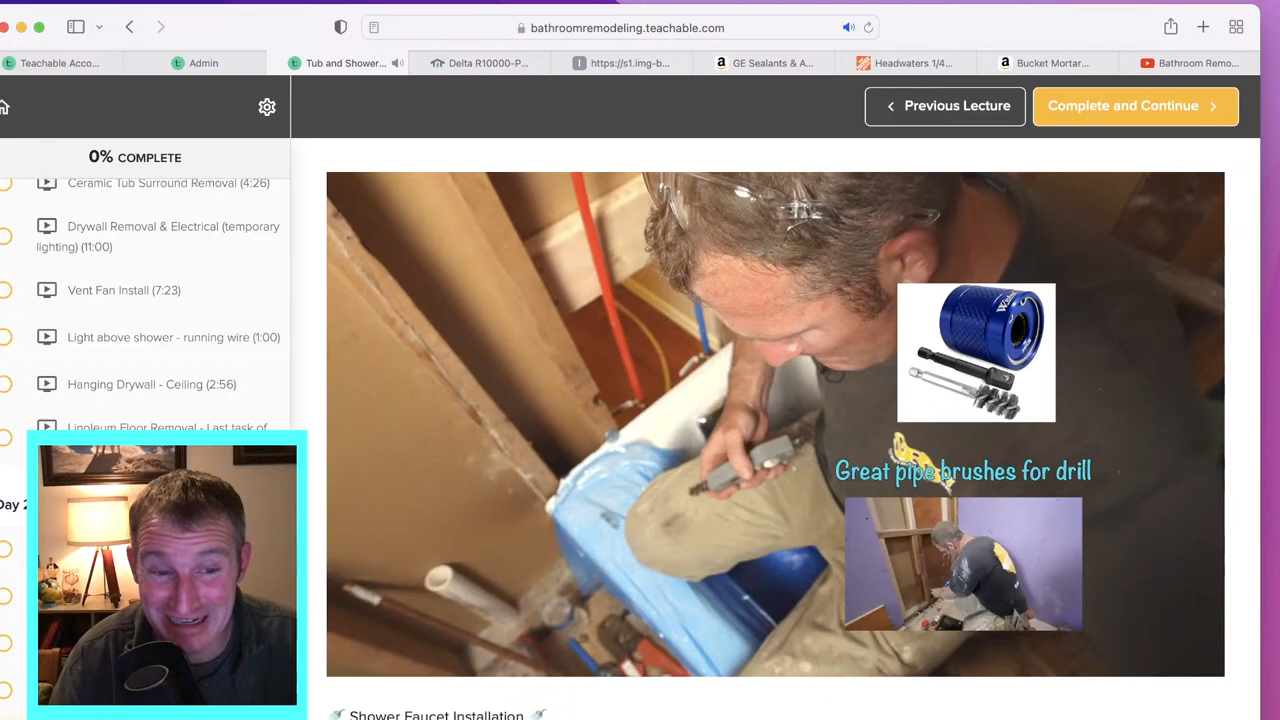 bathroomremodeling.teachable.com
Teachable Acco...
Admin
Tub and Shower...
Delta R10000-P...
https://s1.img-b...
GE Sealants & A...
Headwaters 1/4...
Bucket Mortar...
Bathroom Remo...
Previous Lecture
Complete and Continue
0% COMPLETE
Ceramic Tub Surround Removal (4:26)
Drywall Removal & Electrical (temporary
lighting) (11:00)
Vent Fan Install (7:23)
Light above shower - running wire (1:00)
Hanging Drywall - Ceiling (2:56)
Linoleum Floor Removal - Last task of
Day 2
Great pipe brushes for drill
Shower Faucet Installation